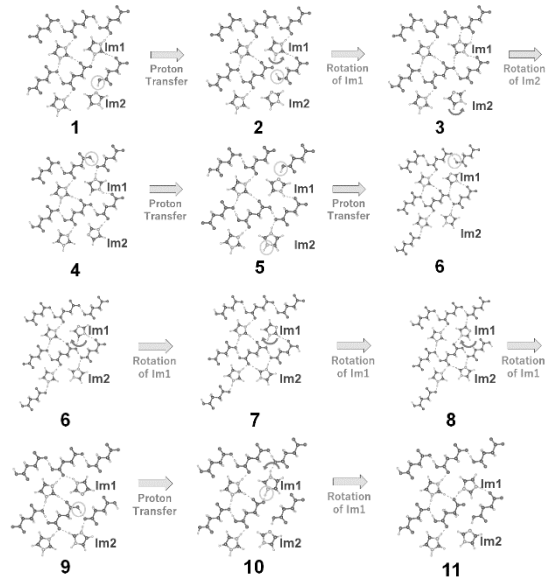 Im1
Im1
Im1
Proton
Transfer
Rotation
of Im1
Rotation
of Im2
Im2
Im2
Im2
1
2
3
Im1
Im1
Im1
Proton
Transfer
Proton
Transfer
Im2
Im2
Im2
4
5
6
Im1
Im1
Im1
Rotation
of Im1
Rotation
of Im1
Rotation
of Im1
Im2
Im2
Im2
6
7
8
Im1
Im1
Im1
Proton
Transfer
Rotation
of Im1
Im2
Im2
Im2
9
10
11